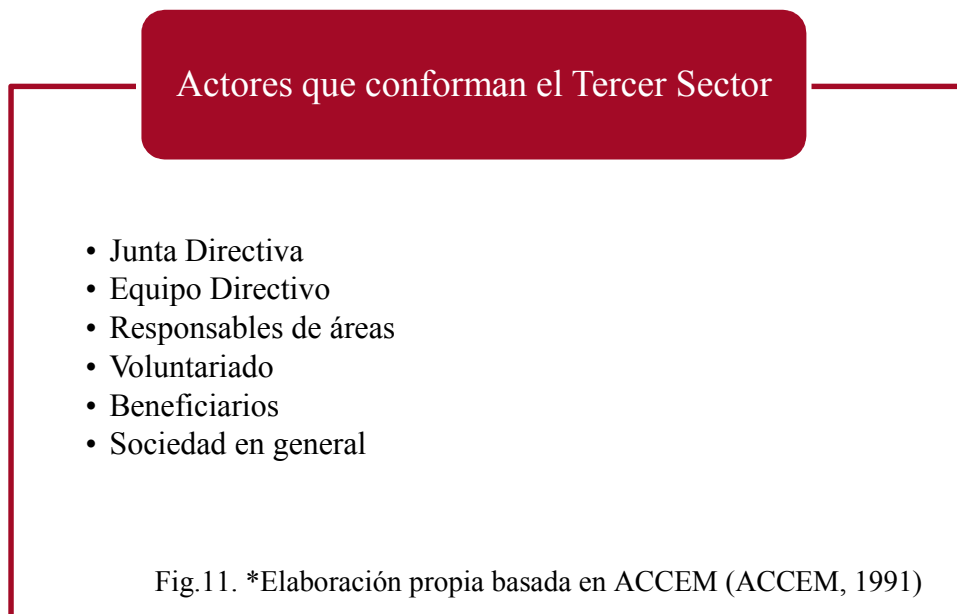 Actores que conforman el Tercer Sector
• Junta Directiva
• Equipo Directivo
• Responsables de áreas
• Voluntariado
• Beneficiarios
• Sociedad en general
Fig.11. *Elaboración propia basada en ACCEM (ACCEM, 1991)